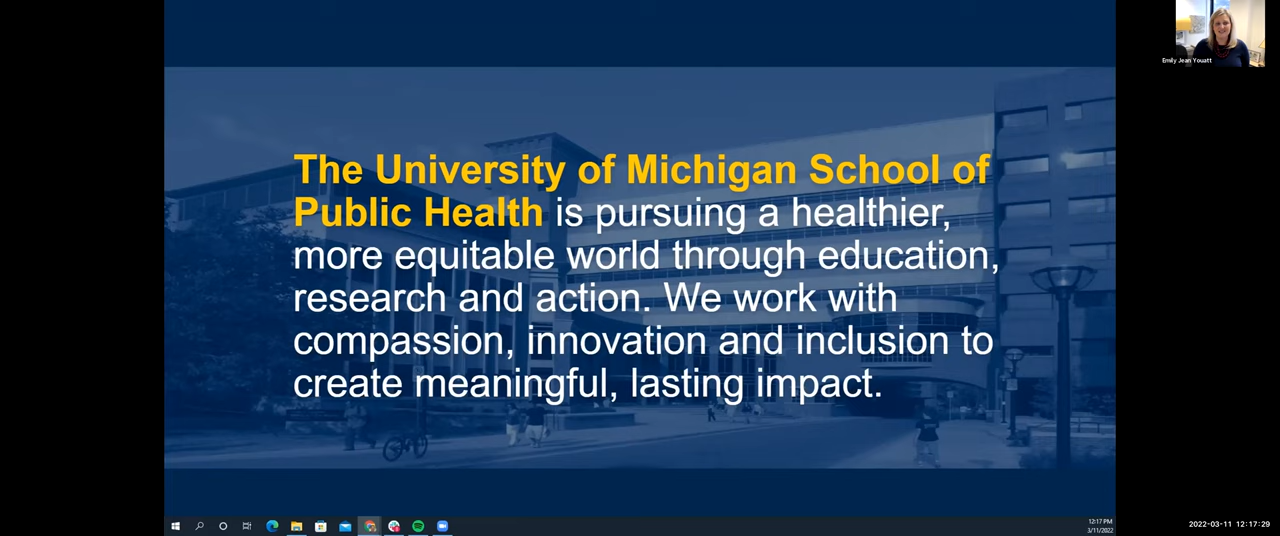 Emily Jean Youatt
The University of Michigan School of
Public Health is pursuing a healthier,
more equitable world through education,
research and action. We work with
compassion, innovation and inclusion to
create meaningful, lasting impact.
12:17 PM
3/11/2022
2022-03-11 12:17:29